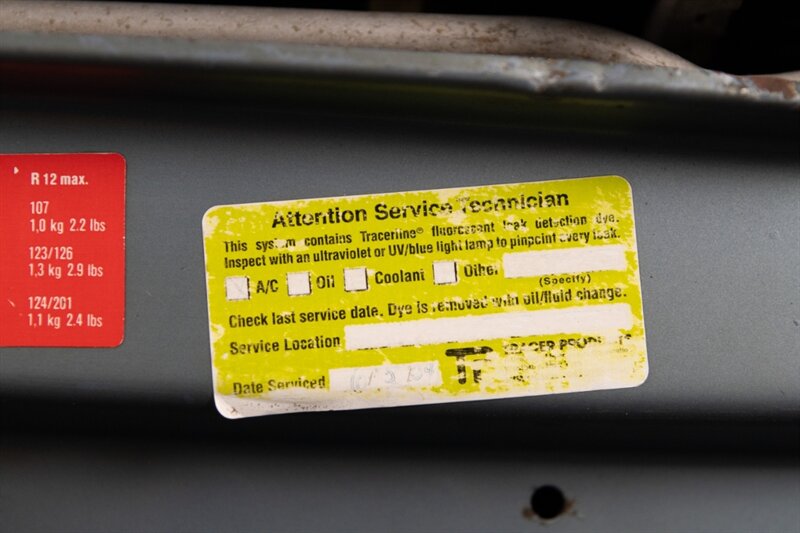 R 12 max.
107
1,0 kg 2.2 lbs
123/126
1,3 kg 2.9 lbs
124/201
1,1 kg 2.4 lbs
Attention Service Technician
This system contains Tracerline® fluorescent leak detection dye.
Inspect with an ultraviolet or UV/blue light lamp to pinpoint every leak.
A/C Oil Coolant Other
(Specify)
Check last service date. Dye is removed with oil/fluid change.
Service Location
Date Serviced
TP TRACER PRODUCTS